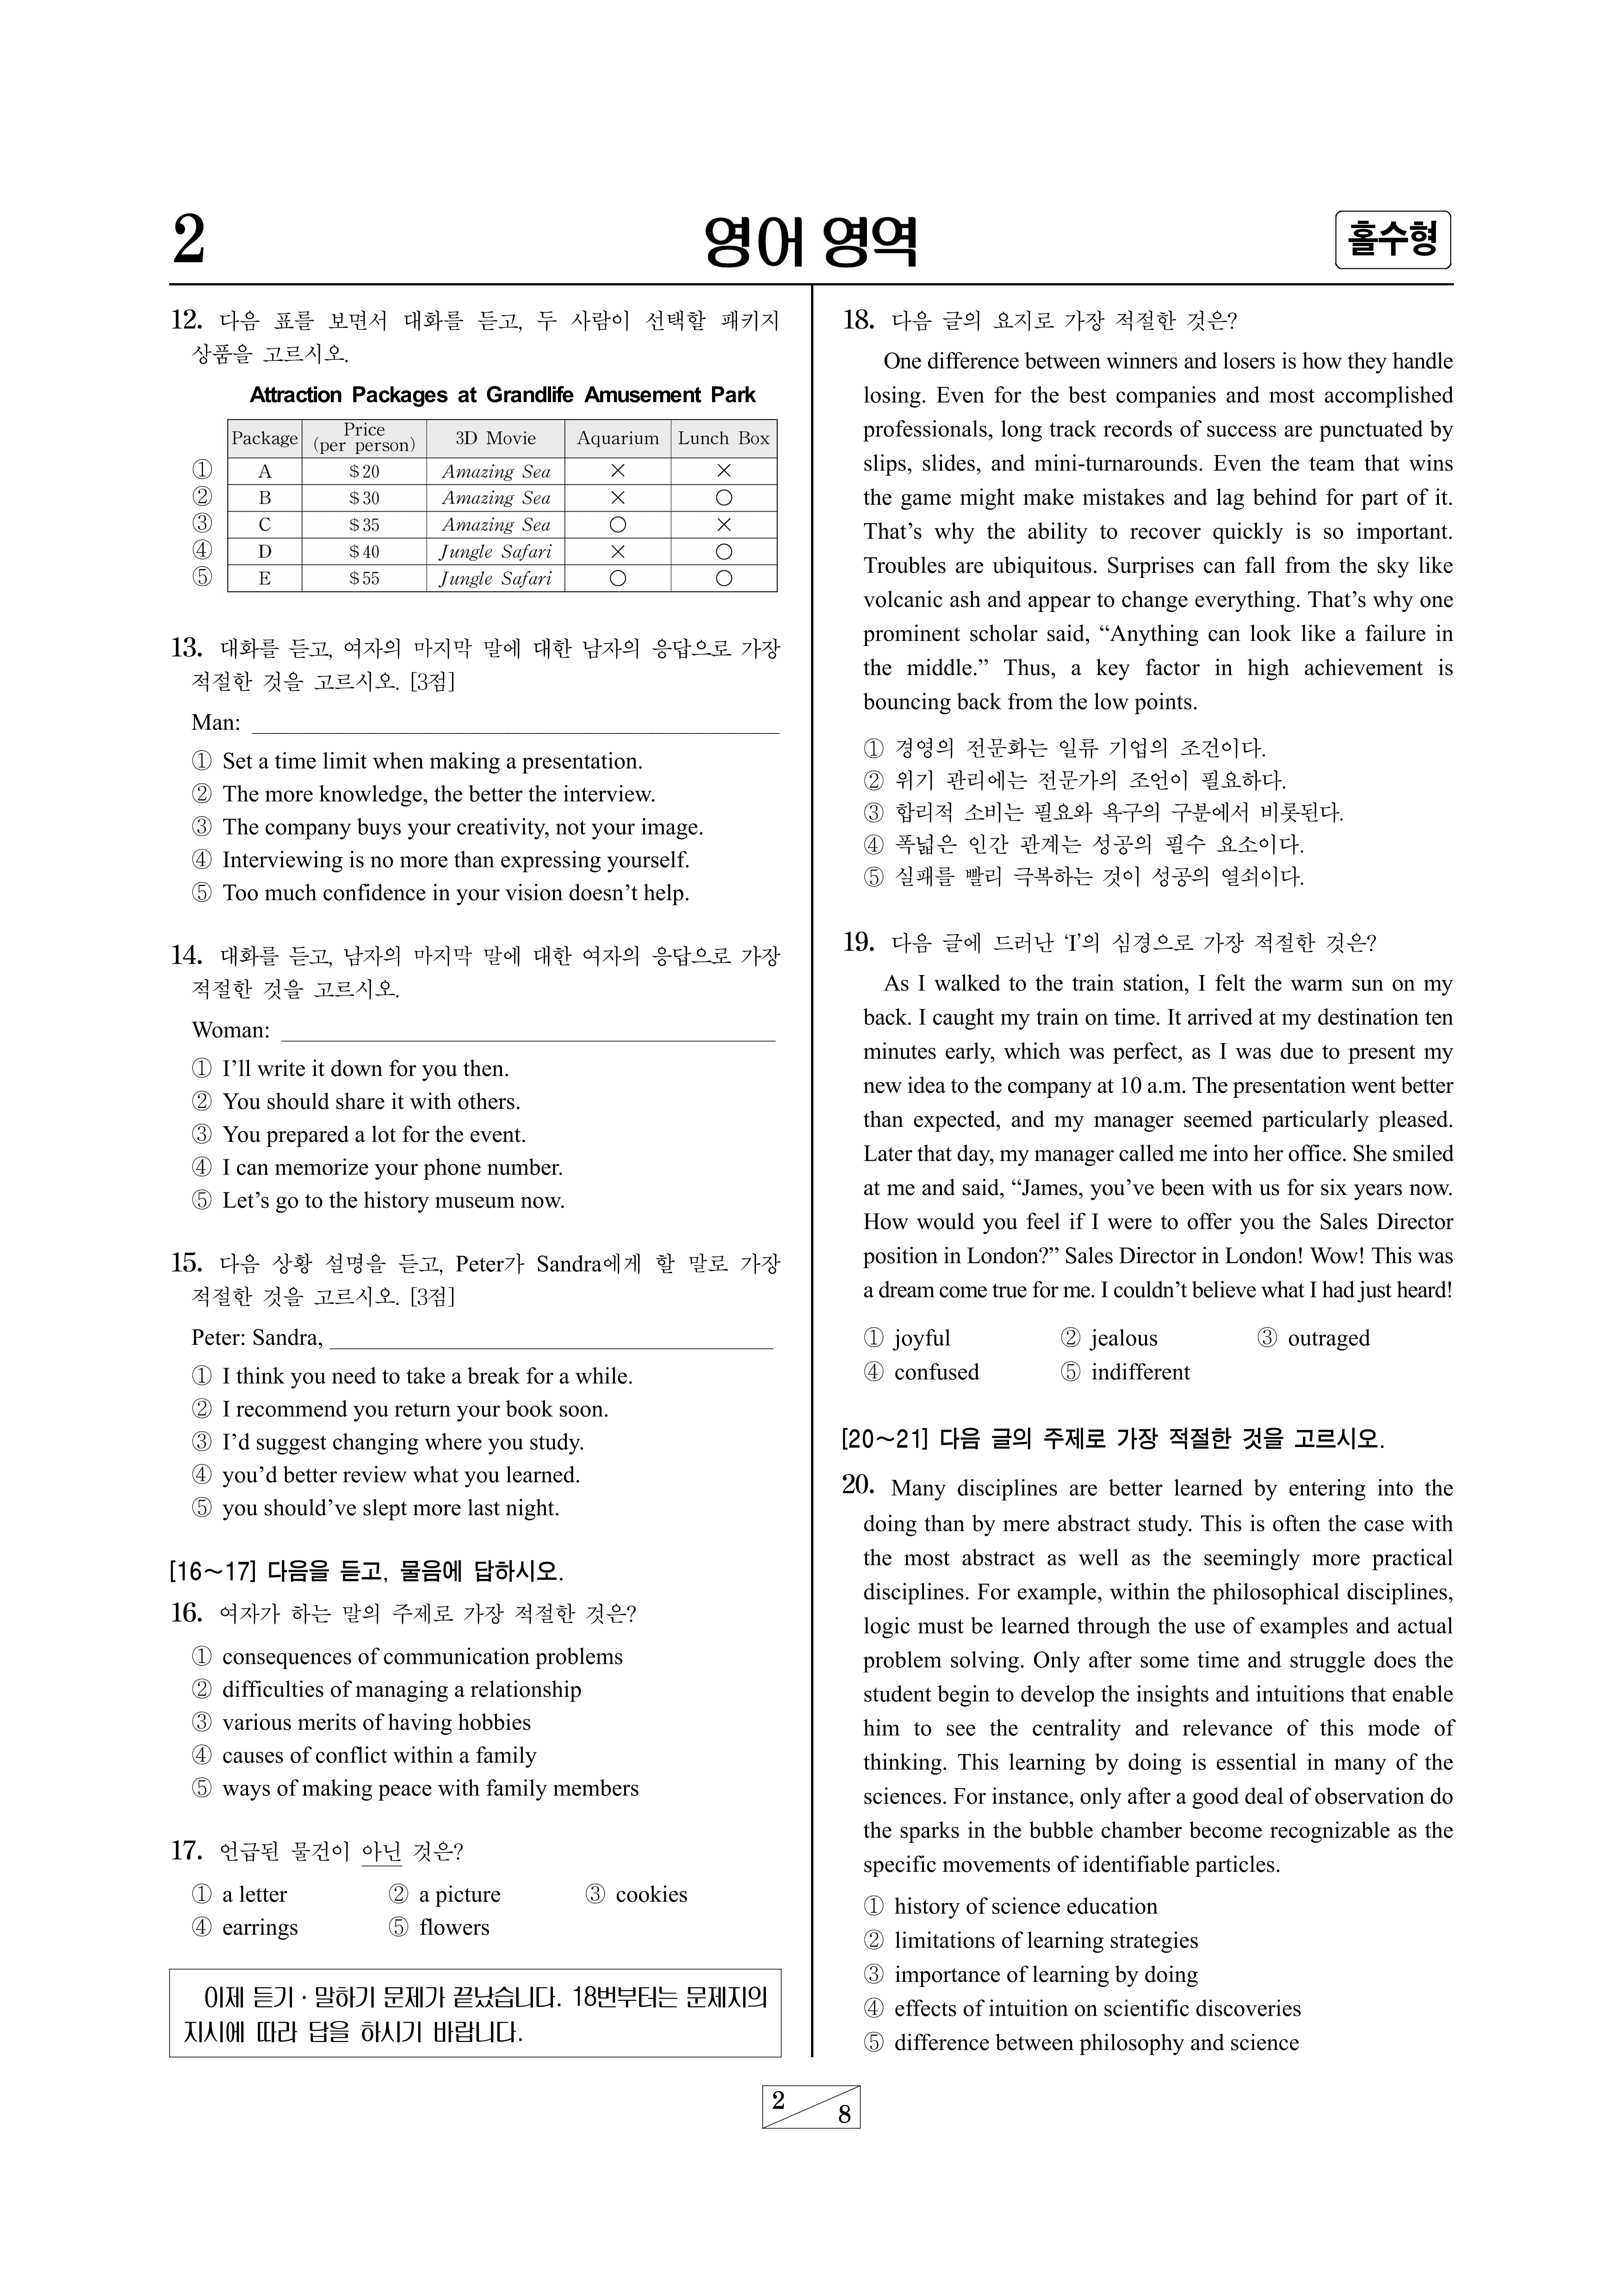 2
영어 영역
홀수형
12. 다음 표를 보면서 대화를 듣고, 두 사람이 선택할 패키지
상품을 고르시오.
Attraction Packages at Grandlife Amusement Park
Package Price (per person) 3D Movie Aquarium Lunch Box
① A $20 Amazing Sea × ×
② B $30 Amazing Sea × ○
③ C $35 Amazing Sea ○ ×
④ D $40 Jungle Safari × ○
⑤ E $55 Jungle Safari ○ ○
13. 대화를 듣고, 여자의 마지막 말에 대한 남자의 응답으로 가장
적절한 것을 고르시오. [3점]
Man:
① Set a time limit when making a presentation.
② The more knowledge, the better the interview.
③ The company buys your creativity, not your image.
④ Interviewing is no more than expressing yourself.
⑤ Too much confidence in your vision doesn’t help.
14. 대화를 듣고, 남자의 마지막 말에 대한 여자의 응답으로 가장
적절한 것을 고르시오.
Woman:
① I’ll write it down for you then.
② You should share it with others.
③ You prepared a lot for the event.
④ I can memorize your phone number.
⑤ Let’s go to the history museum now.
15. 다음 상황 설명을 듣고, Peter가 Sandra에게 할 말로 가장
적절한 것을 고르시오. [3점]
Peter: Sandra,
① I think you need to take a break for a while.
② I recommend you return your book soon.
③ I’d suggest changing where you study.
④ you’d better review what you learned.
⑤ you should’ve slept more last night.
[16~17] 다음을 듣고, 물음에 답하시오.
16. 여자가 하는 말의 주제로 가장 적절한 것은?
① consequences of communication problems
② difficulties of managing a relationship
③ various merits of having hobbies
④ causes of conflict within a family
⑤ ways of making peace with family members
17. 언급된 물건이 아닌 것은?
① a letter ② a picture ③ cookies
④ earrings ⑤ flowers
이제 듣기·말하기 문제가 끝났습니다. 18번부터는 문제지의
지시에 따라 답을 하시기 바랍니다.
18. 다음 글의 요지로 가장 적절한 것은?
One difference between winners and losers is how they handle
losing. Even for the best companies and most accomplished
professionals, long track records of success are punctuated by
slips, slides, and mini-turnarounds. Even the team that wins
the game might make mistakes and lag behind for part of it.
That’s why the ability to recover quickly is so important.
Troubles are ubiquitous. Surprises can fall from the sky like
volcanic ash and appear to change everything. That’s why one
prominent scholar said, “Anything can look like a failure in
the middle.” Thus, a key factor in high achievement is
bouncing back from the low points.
① 경영의 전문화는 일류 기업의 조건이다.
② 위기 관리에는 전문가의 조언이 필요하다.
③ 합리적 소비는 필요와 욕구의 구분에서 비롯된다.
④ 폭넓은 인간 관계는 성공의 필수 요소이다.
⑤ 실패를 빨리 극복하는 것이 성공의 열쇠이다.
19. 다음 글에 드러난 ‘I’의 심경으로 가장 적절한 것은?
As I walked to the train station, I felt the warm sun on my
back. I caught my train on time. It arrived at my destination ten
minutes early, which was perfect, as I was due to present my
new idea to the company at 10 a.m. The presentation went better
than expected, and my manager seemed particularly pleased.
Later that day, my manager called me into her office. She smiled
at me and said, “James, you’ve been with us for six years now.
How would you feel if I were to offer you the Sales Director
position in London?” Sales Director in London! Wow! This was
a dream come true for me. I couldn’t believe what I had just heard!
① joyful ② jealous ③ outraged
④ confused ⑤ indifferent
[20~21] 다음 글의 주제로 가장 적절한 것을 고르시오.
20. Many disciplines are better learned by entering into the
doing than by mere abstract study. This is often the case with
the most abstract as well as the seemingly more practical
disciplines. For example, within the philosophical disciplines,
logic must be learned through the use of examples and actual
problem solving. Only after some time and struggle does the
student begin to develop the insights and intuitions that enable
him to see the centrality and relevance of this mode of
thinking. This learning by doing is essential in many of the
sciences. For instance, only after a good deal of observation do
the sparks in the bubble chamber become recognizable as the
specific movements of identifiable particles.
① history of science education
② limitations of learning strategies
③ importance of learning by doing
④ effects of intuition on scientific discoveries
⑤ difference between philosophy and science
2
8